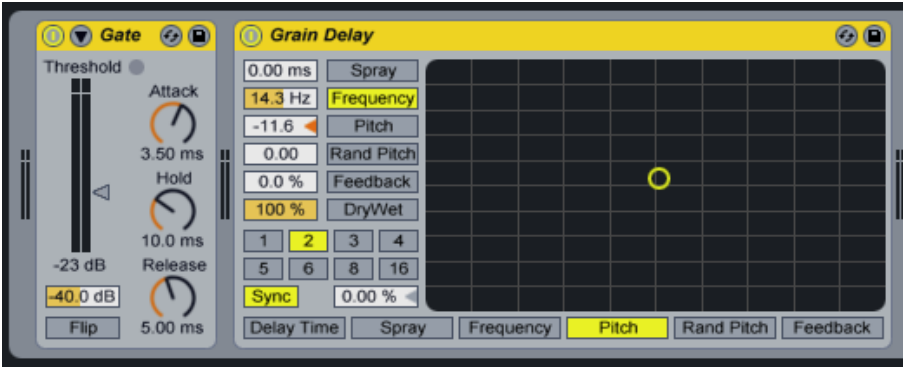 Gate
Threshold
Attack
3.50 ms
Hold
10.0 ms
-23 dB
Release
-40.0 dB
Flip
5.00 ms
Grain Delay
0.00 ms Spray
14.3 Hz Frequency
-11.6 Pitch
0.00 Rand Pitch
0.0 % Feedback
100 % DryWet
1 2 3 4
5 6 8 16
Sync 0.00 %
Delay Time Spray Frequency Pitch Rand Pitch Feedback